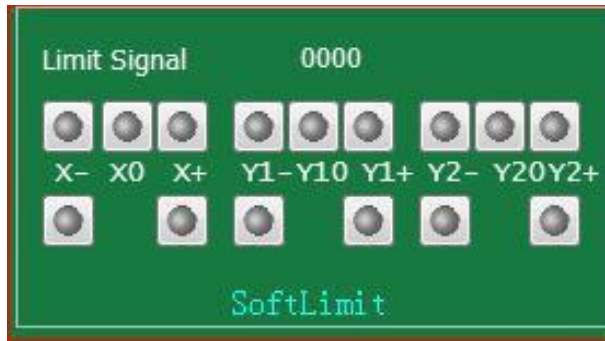 Limit Signal 0000
X- X0 X+ Y1- Y10 Y1+ Y2- Y20 Y2+
SoftLimit